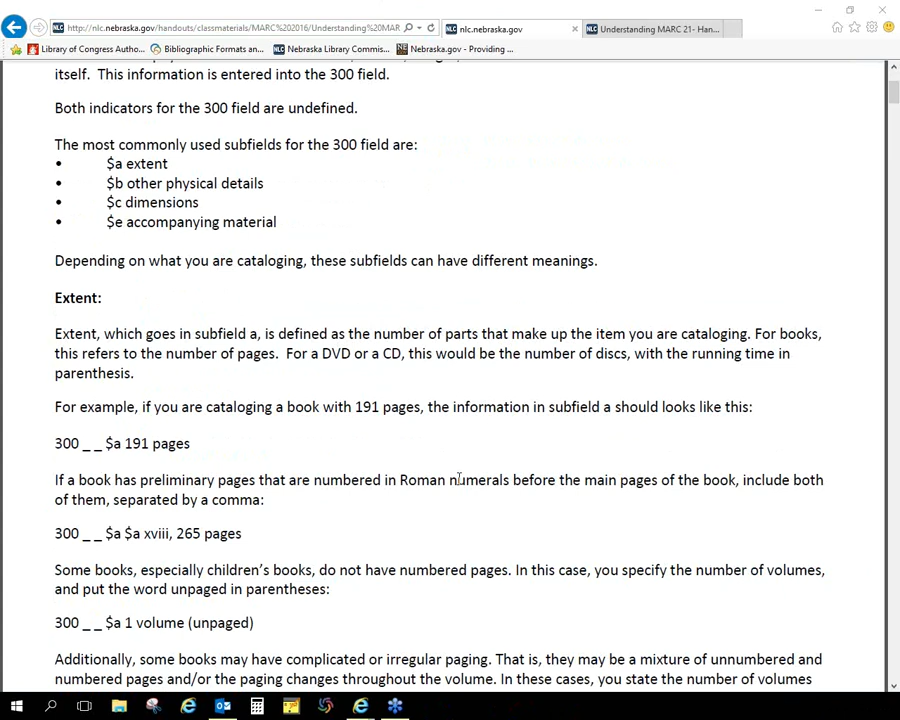 http://nlc.nebraska.gov/handouts/classmaterials/MARC%202016/Understanding%20MAR
nlc.nebraska.gov
Understanding MARC 21- Han...
Library of Congress Autho...
Bibliographic Formats an...
Nebraska Library Commis...
Nebraska.gov - Providing ...
itself. This information is entered into the 300 field.
Both indicators for the 300 field are undefined.
The most commonly used subfields for the 300 field are:
• $a extent
• $b other physical details
• $c dimensions
• $e accompanying material
Depending on what you are cataloging, these subfields can have different meanings.
Extent:
Extent, which goes in subfield a, is defined as the number of parts that make up the item you are cataloging. For books,
this refers to the number of pages. For a DVD or a CD, this would be the number of discs, with the running time in
parenthesis.
For example, if you are cataloging a book with 191 pages, the information in subfield a should looks like this:
300 _ _ $a 191 pages
If a book has preliminary pages that are numbered in Roman numerals before the main pages of the book, include both
of them, separated by a comma:
300 _ _ $a $a xviii, 265 pages
Some books, especially children's books, do not have numbered pages. In this case, you specify the number of volumes,
and put the word unpaged in parentheses:
300 _ _ $a 1 volume (unpaged)
Additionally, some books may have complicated or irregular paging. That is, they may be a mixture of unnumbered and
numbered pages and/or the paging changes throughout the volume. In these cases, you state the number of volumes